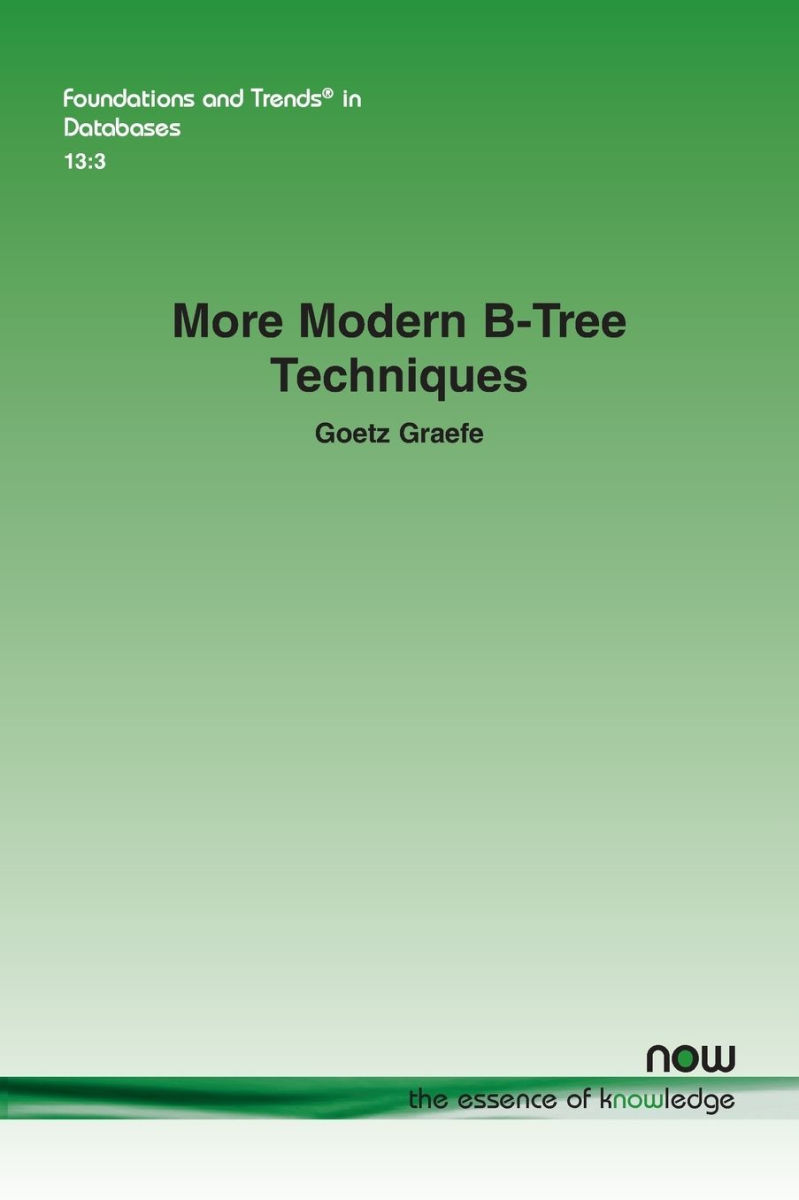 Foundations and Trends® in
Databases
13:3
More Modern B-Tree
Techniques
Goetz Graefe
now
the essence of knowledge